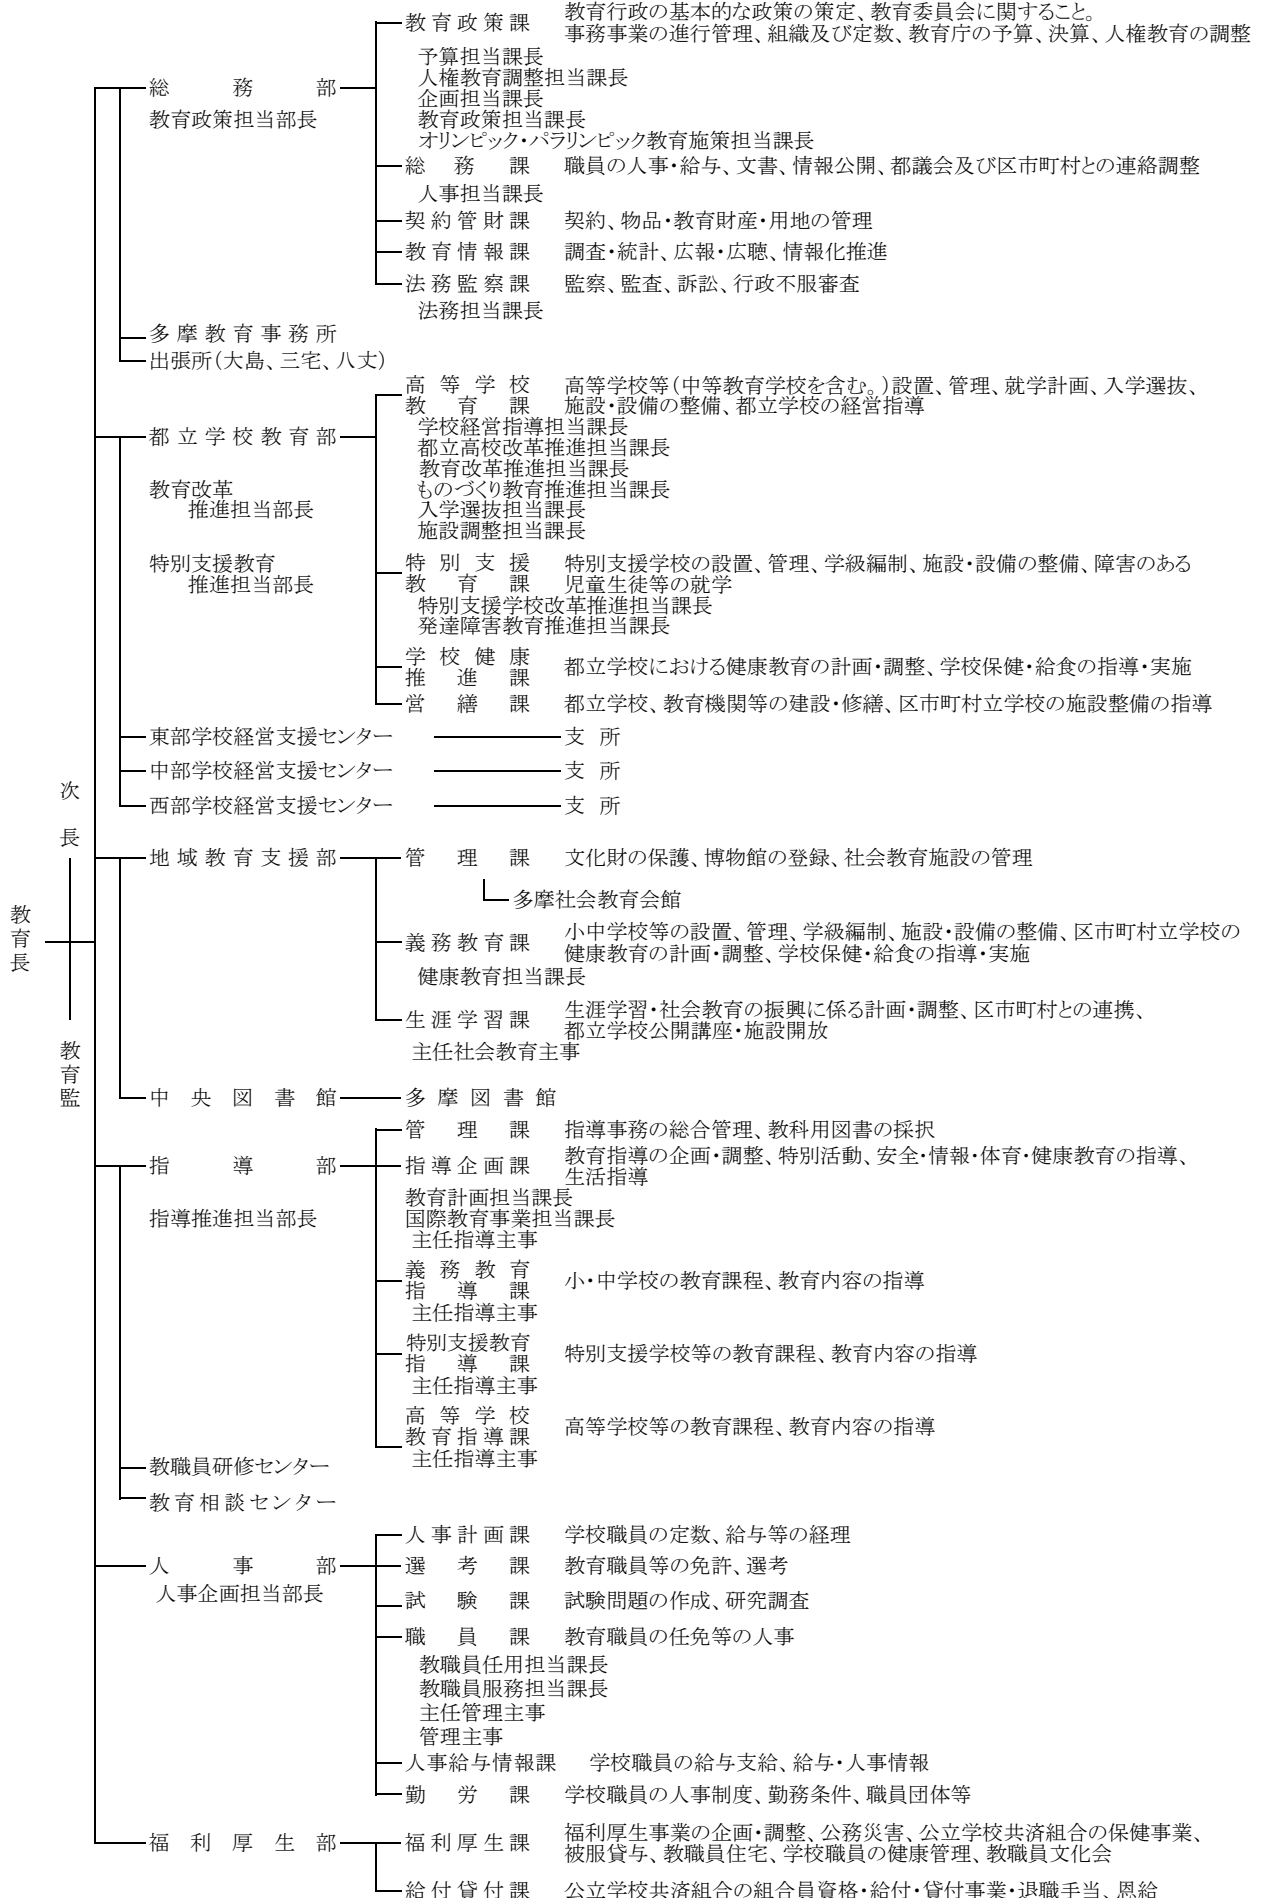 教育政策課 教育行政の基本的な政策の策定、教育委員会に関すること。
事務事業の進行管理、組織及び定数、教育庁の予算、決算、人権教育の調整
予算担当課長
人権教育調整担当課長
総務部 企画担当課長
教育政策担当部長 教育政策担当課長
オリンピック・パラリンピック教育施策担当課長
総務課 職員の人事・給与、文書、情報公開、都議会及び区市町村との連絡調整
人事担当課長
契約管財課 契約、物品・教育財産・用地の管理
教育情報課 調査・統計、広報・広聴、情報化推進
法務監察課 監察、監査、訴訟、行政不服審査
法務担当課長
多摩教育事務所
出張所(大島、三宅、八丈)
高等学校 高等学校等(中等教育学校を含む。)設置、管理、就学計画、入学選抜、
教育課 施設・設備の整備、都立学校の経営指導
学校経営指導担当課長
都立学校教育部 都立高校改革推進担当課長
教育改革推進担当課長
教育改革 ものづくり教育推進担当課長
推進担当部長 入学選抜担当課長
施設調整担当課長
特別支援教育 特別支援 特別支援学校の設置、管理、学級編制、施設・設備の整備、障害のある
推進担当部長 教育課 児童生徒等の就学
特別支援学校改革推進担当課長
発達障害教育推進担当課長
学校健康
推進課 都立学校における健康教育の計画・調整、学校保健・給食の指導・実施
営繕課 都立学校、教育機関等の建設・修繕、区市町村立学校の施設整備の指導
東部学校経営支援センター 支所
中部学校経営支援センター 支所
西部学校経営支援センター 支所
次長
地域教育支援部 管理課 文化財の保護、博物館の登録、社会教育施設の管理
多摩社会教育会館
教育長
義務教育課 小中学校等の設置、管理、学級編制、施設・設備の整備、区市町村立学校の
健康教育の計画・調整、学校保健・給食の指導・実施
健康教育担当課長
生涯学習課 生涯学習・社会教育の振興に係る計画・調整、区市町村との連携、
都立学校公開講座・施設開放
主任社会教育主事
教育監
中央図書館 多摩図書館
管理課 指導事務の総合管理、教科用図書の採択
指導部 指導企画課 教育指導の企画・調整、特別活動、安全・情報・体育・健康教育の指導、
生活指導
教育計画担当課長
指導推進担当部長 国際教育事業担当課長
主任指導主事
義務教育
指導課 小・中学校の教育課程、教育内容の指導
主任指導主事
特別支援教育
指導課 特別支援学校等の教育課程、教育内容の指導
主任指導主事
高等学校
教育指導課 高等学校等の教育課程、教育内容の指導
主任指導主事
教職員研修センター
教育相談センター
人事計画課 学校職員の定数、給与等の経理
人事部 選考課 教育職員等の免許、選考
人事企画担当部長
試験課 試験問題の作成、研究調査
職員課 教育職員の任免等の人事
教職員任用担当課長
教職員服務担当課長
主任管理主事
管理主事
人事給与情報課 学校職員の給与支給、給与・人事情報
勤労課 学校職員の人事制度、勤務条件、職員団体等
福利厚生部 福利厚生課 福利厚生事業の企画・調整、公務災害、公立学校共済組合の保健事業、
被服貸与、教職員住宅、学校職員の健康管理、教職員文化会
給付貸付課 公立学校共済組合の組合員資格・給付・貸付事業・退職手当、恩給